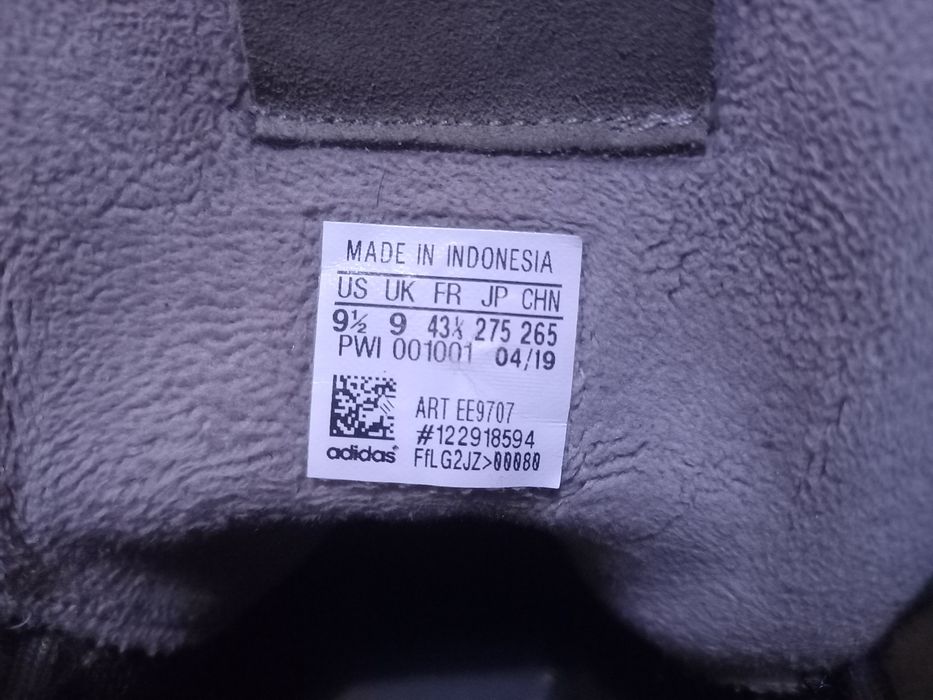 MADE IN INDONESIA
US UK FR JP CHN
9½ 9 43⅓ 275 265
PWI 001001 04/19
ART EE9707
#122918594
adidas FfLG2JZ>00080